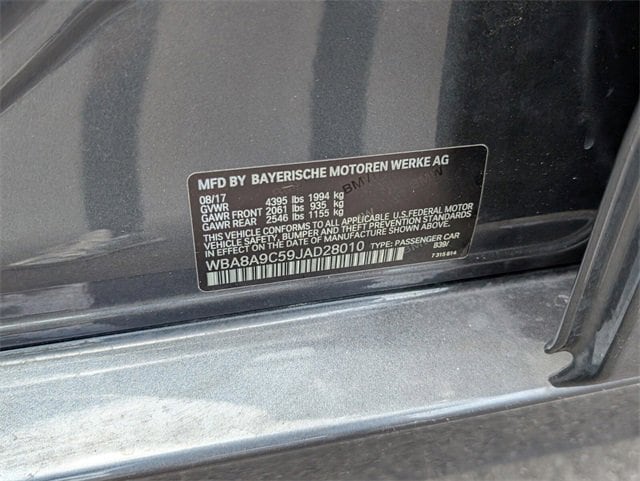 MFD BY BAYERISCHE MOTOREN WERKE AG
08/17
GVWR 4395 lbs 1994 kg
GAWR FRONT 2061 lbs 935 kg
GAWR REAR 2546 lbs 1155 kg
THIS VEHICLE CONFORMS TO ALL APPLICABLE U.S.FEDERAL MOTOR
VEHICLE SAFETY, BUMPER AND THEFT PREVENTION STANDARDS
IN EFFECT ON THE DATE OF MANUFACTURE SHOWN ABOVE.
WBA8A9C59JAD28010 TYPE: PASSENGER CAR
B39/
7 315 614